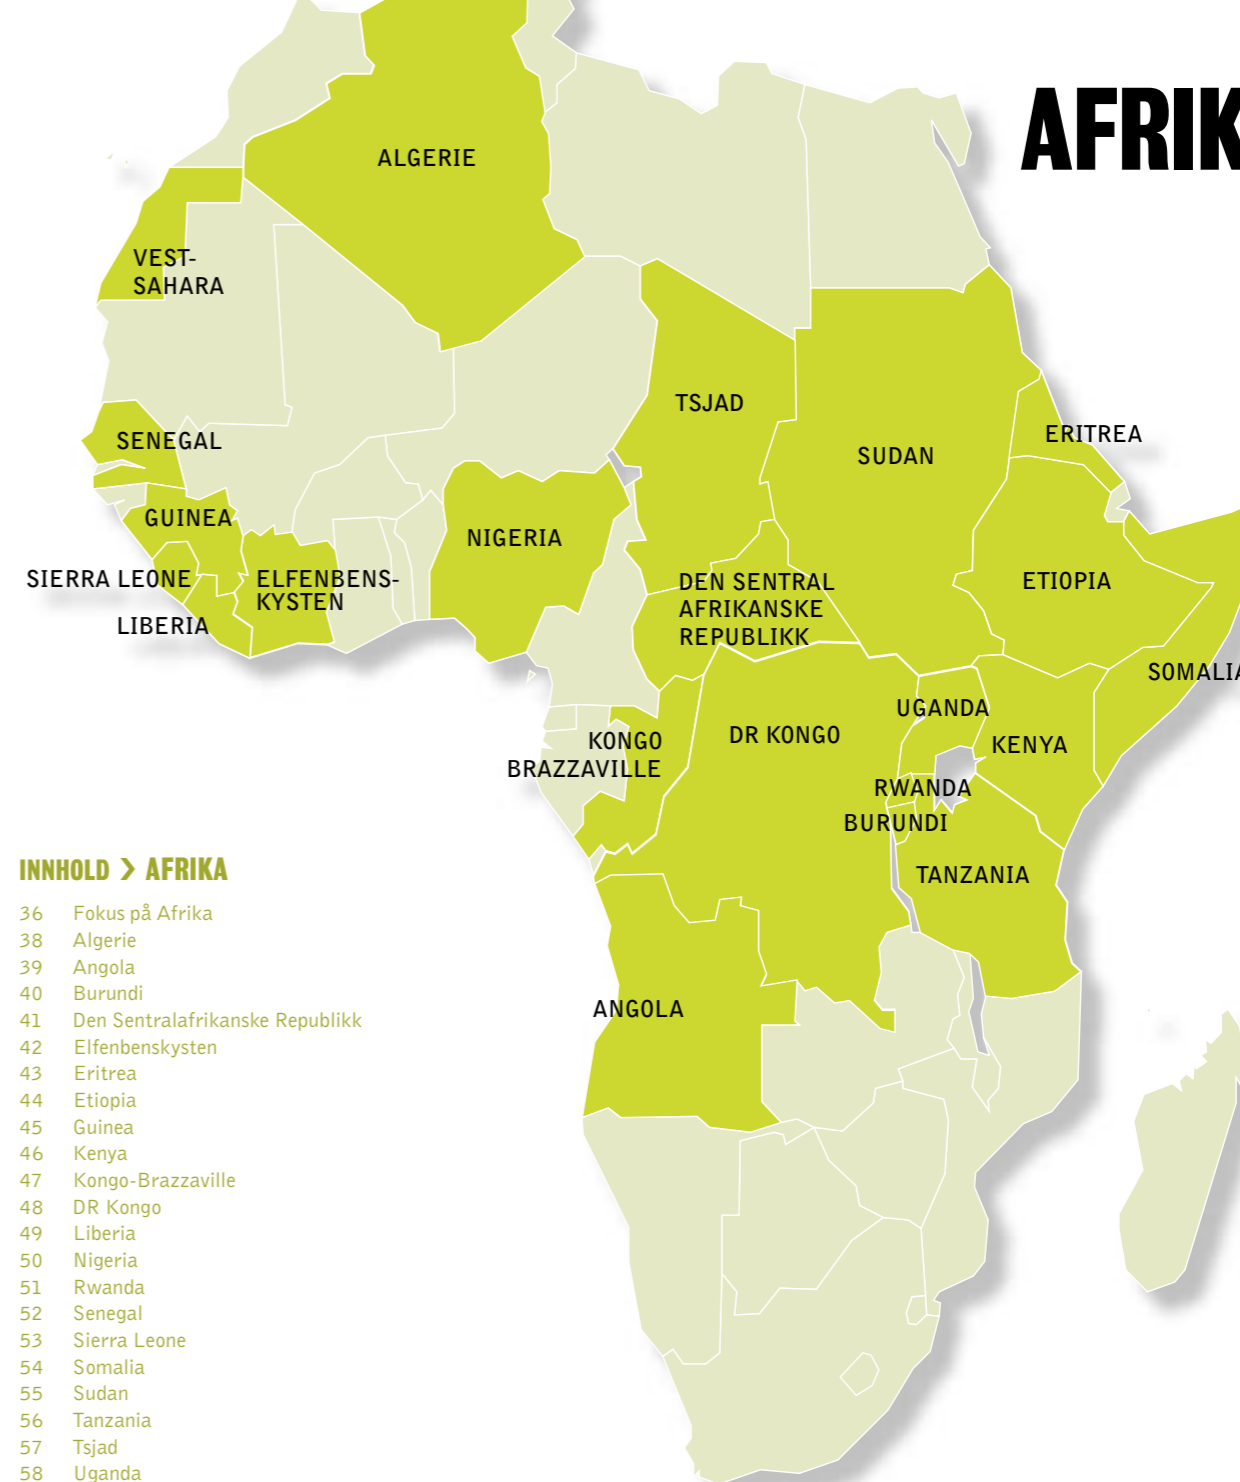 AFRIK
ALGERIE
VEST-
SAHARA
TSJAD
SENEGAL
ERITREA
SUDAN
GUINEA
NIGERIA
SIERRA LEONE
ELFENBENS-
KYSTEN
DEN SENTRAL
AFRIKANSKE
REPUBLIKK
ETIOPIA
LIBERIA
SOMALIA
UGANDA
DR KONGO
KONGO
BRAZZAVILLE
KENYA
RWANDA
BURUNDI
TANZANIA
ANGOLA
INNHOLD > AFRIKA
36 Fokus på Afrika
38 Algerie
39 Angola
40 Burundi
41 Den Sentralafrikanske Republikk
42 Elfenbenskysten
43 Eritrea
44 Etiopia
45 Guinea
46 Kenya
47 Kongo-Brazzaville
48 DR Kongo
49 Liberia
50 Nigeria
51 Rwanda
52 Senegal
53 Sierra Leone
54 Somalia
55 Sudan
56 Tanzania
57 Tsjad
58 Uganda